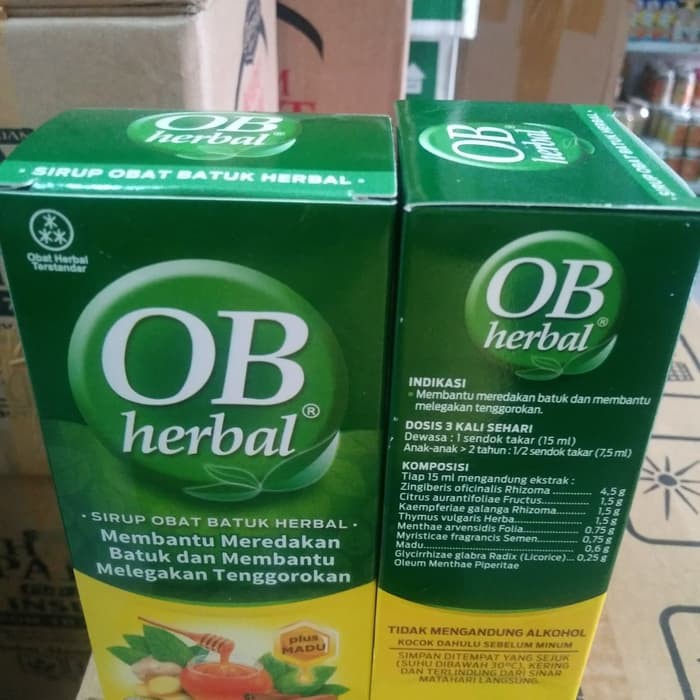 OB
herbal®
· SIRUP OBAT BATUK HERBAL ·
Obat Herbal
Terstandar
OB
herbal®
· SIRUP OBAT BATUK HERBAL ·
Membantu Meredakan
Batuk dan Membantu
Melegakan Tenggorokan
plus
MADU
OB
herbal
SIRUP OBAT BATUK HERBAL ·
OB
herbal®
INDIKASI
Membantu meredakan batuk dan membantu
melegakan tenggorokan.
DOSIS 3 KALI SEHARI
Dewasa : 1 sendok takar (15 ml)
Anak-anak > 2 tahun : 1/2 sendok takar (7,5 ml)
KOMPOSISI
Tiap 15 ml mengandung ekstrak :
Zingiberis oficinalis Rhizoma ........... 4,5 g
Citrus aurantifoliae Fructus............ 1,5 g
Kaempferiae galanga Rhizoma......... 1,5 g
Thymus vulgaris Herba................. 1,5 g
Menthae arvensidis Folia............... 0,75 g
Myristicae fragrancis Semen........... 0,75 g
Madu................................ 0,6 g
Glycirrhizae glabra Radix (Licorice)... 0,25 g
Oleum Menthae Piperitae
TIDAK MENGANDUNG ALKOHOL
KOCOK DAHULU SEBELUM MINUM
SIMPAN DITEMPAT YANG SEJUK
(SUHU DIBAWAH 30ºC), KERING
DAN TERLINDUNG DARI SINAR
MATAHARI LANGSUNG.